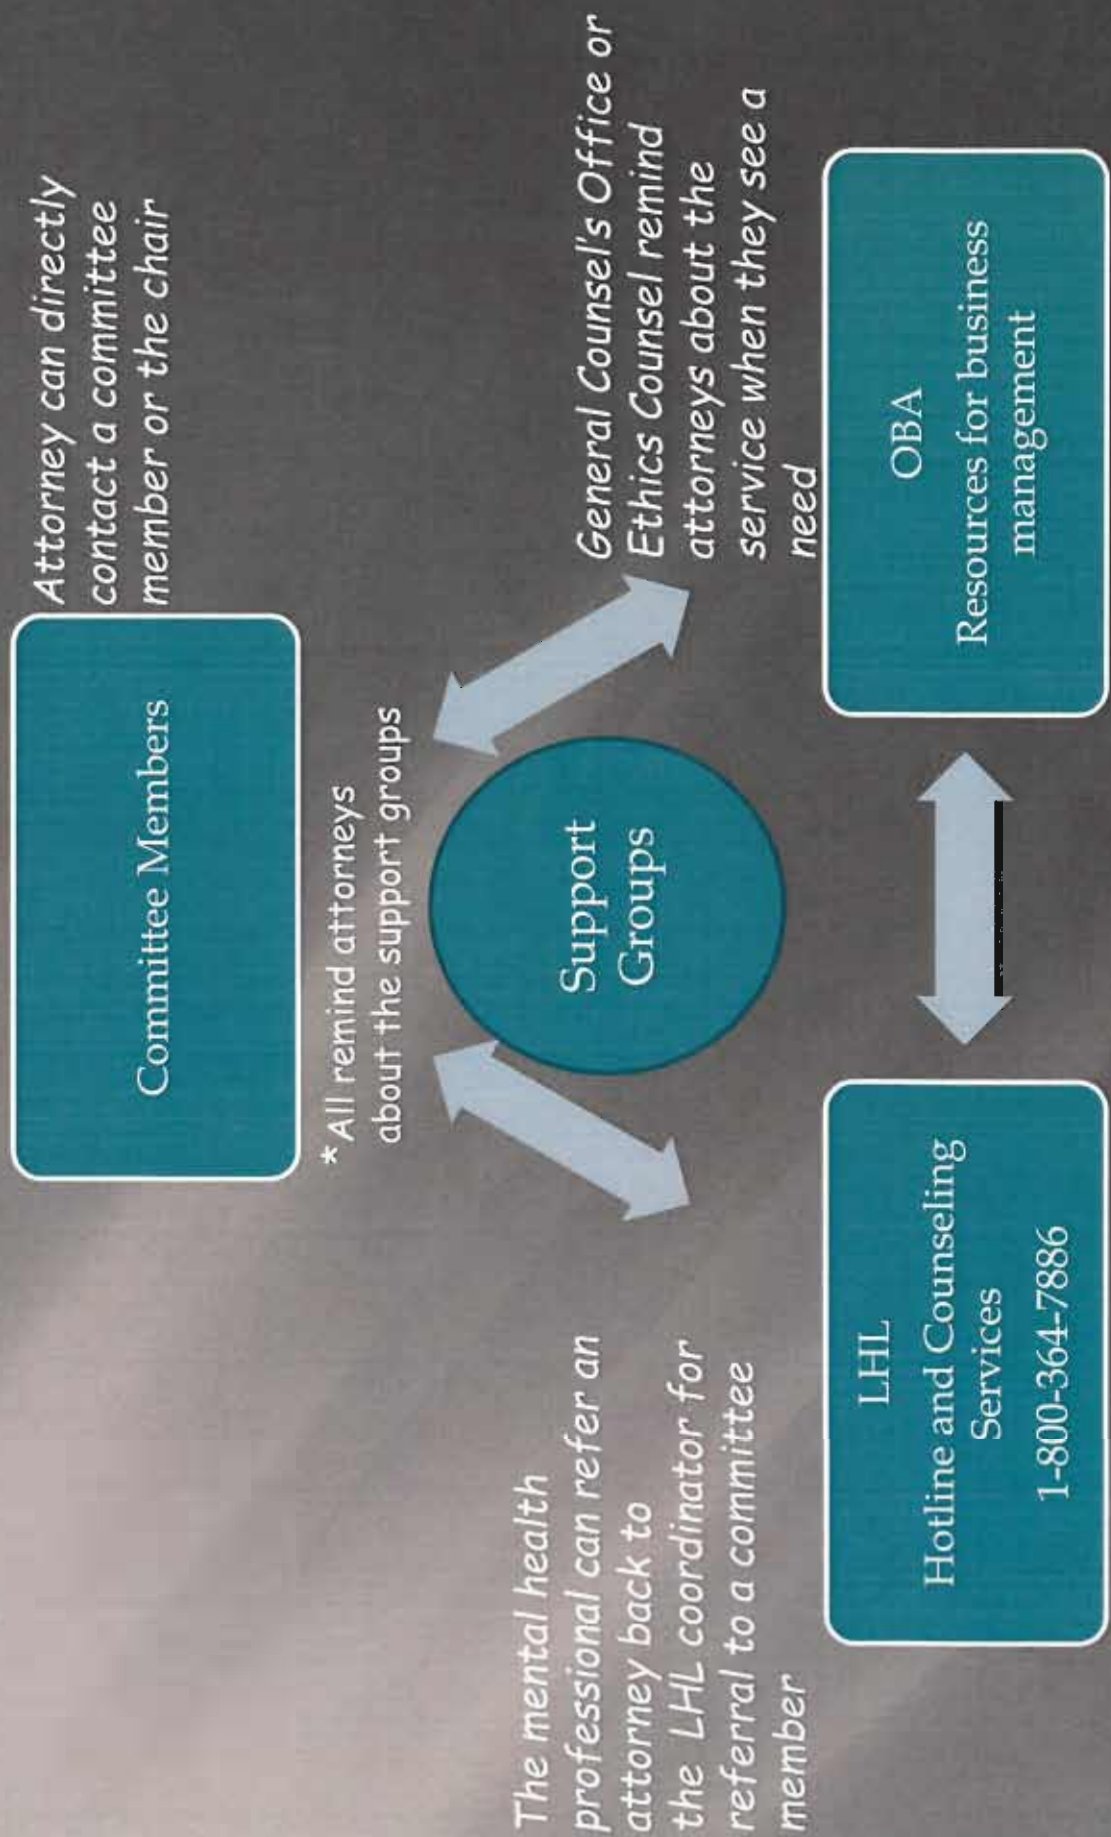 Attorney can directly
contact a committee
member or the chair
Committee Members
*All remind attorneys
about the support groups
The mental health
professional can refer an
attorney back to
the LHL coordinator for
referral to a committee
member
Support
Groups
General Counsel's Office or
Ethics Counsel remind
attorneys about the
service when they see a
need
LHL
Hotline and Counseling
Services
1-800-364-7886
OBA
Resources for business
management